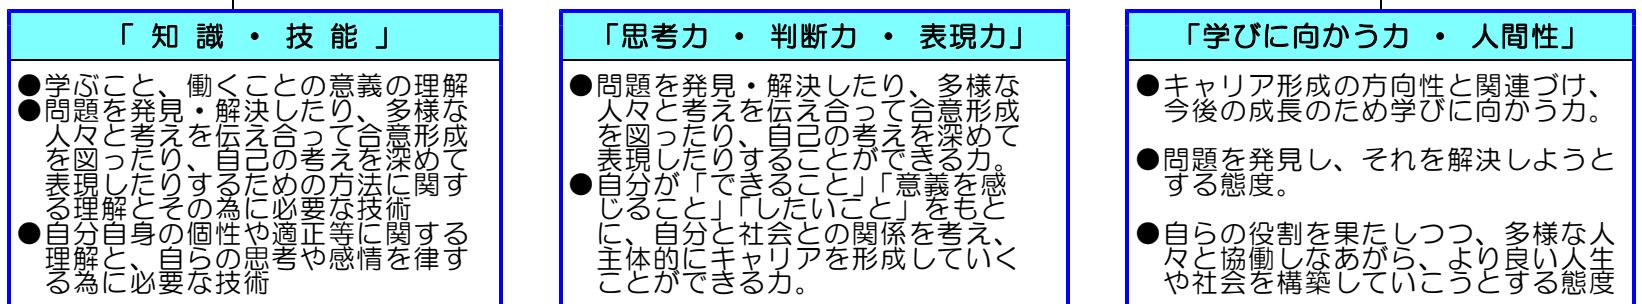 「 知 識 ・ 技 能 」
●学ぶこと、働くことの意義の理解
●問題を発見・解決したり、多様な
人々と考えを伝え合って合意形成
を図ったり、自己の考えを深めて
表現したりするための方法に関す
る理解とその為に必要な技術
●自分自身の個性や適正等に関する
理解と、自らの思考や感情を律す
る為に必要な技術
「思考力 ・ 判断力 ・ 表現力」
●問題を発見・解決したり、多様な
人々と考えを伝え合って合意形成
を図ったり、自己の考えを深めて
表現したりすることができる力。
●自分が「できること」「意義を感
じること」「したいこと」をもと
に、自分と社会との関係を考え、
主体的にキャリアを形成していく
ことができる力。
「学びに向かう力 ・ 人間性」
●キャリア形成の方向性と関連づけ、
今後の成長のため学びに向かう力。
●問題を発見し、それを解決しようと
する態度。
●自らの役割を果たしつつ、多様な人
々と協働しなあがら、より良い人生
や社会を構築していこうとする態度